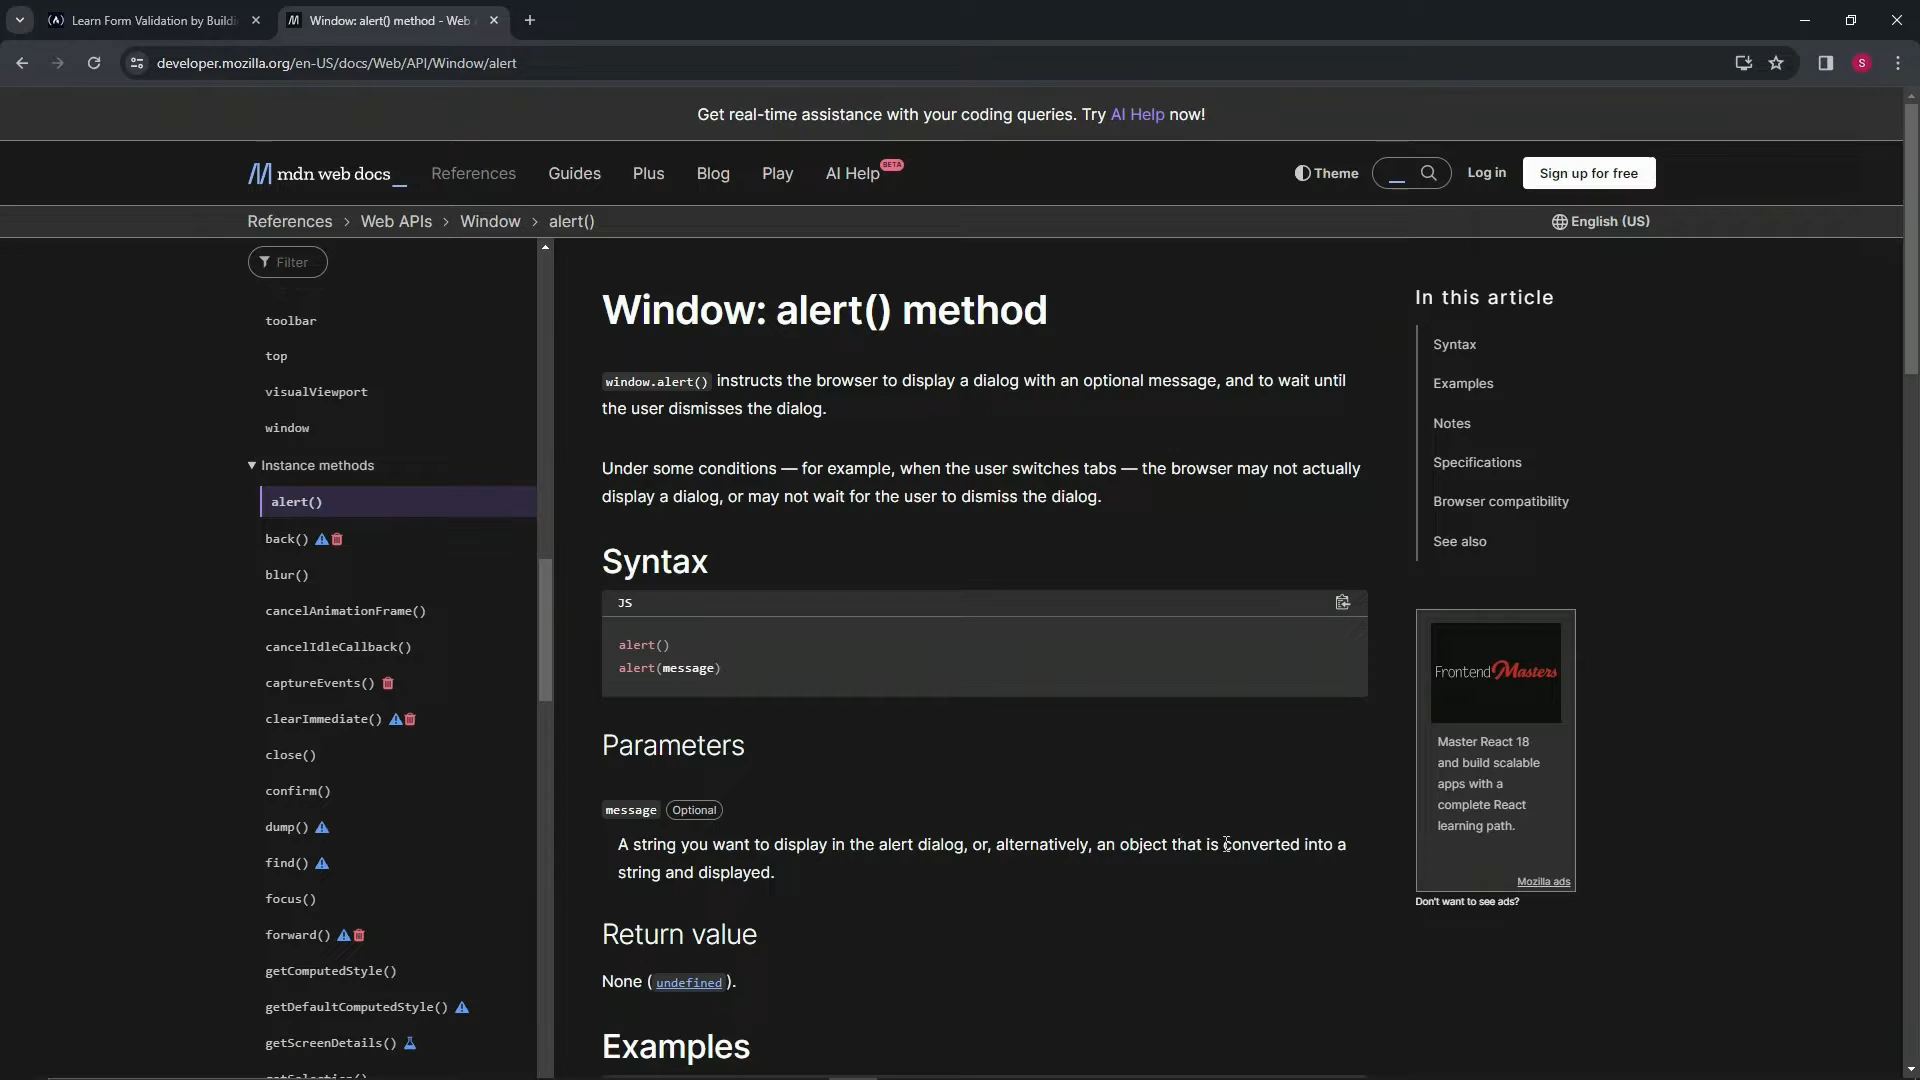 Learn Form Validation by Buildi
Window: alert() method - Web
developer.mozilla.org/en-US/docs/Web/API/Window/alert
S
Get real-time assistance with your coding queries. Try AI Help now!
mdn web docs_
References
Guides
Plus
Blog
Play
AI Help
BETA
Theme
Log in
Sign up for free
References > Web APIs > Window > alert()
English (US)
Filter
toolbar
top
visualViewport
window
Instance methods
alert()
back()
blur()
cancelAnimationFrame()
cancelIdleCallback()
captureEvents()
clearImmediate()
close()
confirm()
dump()
find()
focus()
forward()
getComputedStyle()
getDefaultComputedStyle()
getScreenDetails()
Window: alert() method
window.alert() instructs the browser to display a dialog with an optional message, and to wait until
the user dismisses the dialog.
Under some conditions — for example, when the user switches tabs — the browser may not actually
display a dialog, or may not wait for the user to dismiss the dialog.
Syntax
JS
alert()
alert(message)
Parameters
message Optional
A string you want to display in the alert dialog, or, alternatively, an object that is converted into a
string and displayed.
Return value
None (undefined).
Examples
In this article
Syntax
Examples
Notes
Specifications
Browser compatibility
See also
Frontend Masters
Master React 18
and build scalable
apps with a
complete React
learning path.
Mozilla ads
Don't want to see ads?